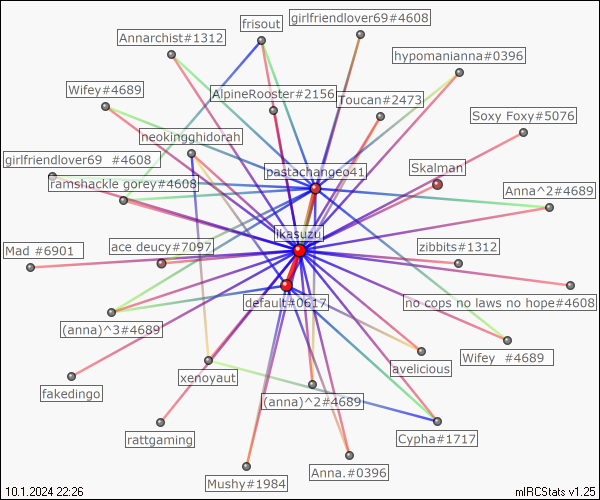 girlfriendlover69#4608
frisout
Annarchist#1312
hypomanianna#0396
Wifey#4689
AlpineRooster#2156
Toucan#2473
Soxy Foxy#5076
neokingghidorah
girlfriendlover69 #4608
pastachangeo41
Skalman
ramshackle gorey#4608
Anna^2#4689
likasuzu
Mad #6901
ace deucy#7097
zibbits#1312
default#0617
no cops no laws no hope#4608
(anna)^3#4689
Wifey #4689
avelicious
xenoyaut
fakedingo
(anna)^2#4689
rattgaming
Cypha#1717
Anna.#0396
Mushy#1984
10.1.2024 22:26
mIRCStats v1.25